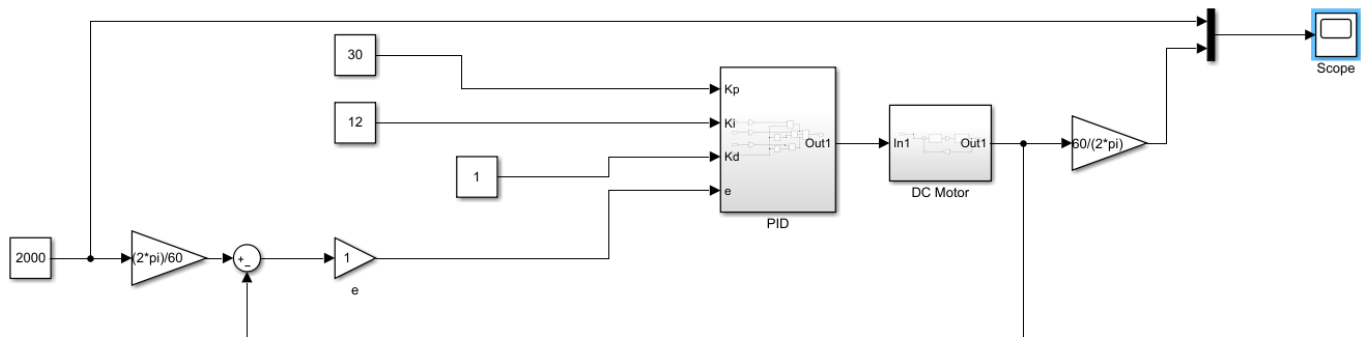 30
Scope
Kp
12
Ki
Out1
In1
Out1
60/(2*pi)
Kd
1
DC Motor
e
PID
2000
(2*pi)/60
+
−
1
e